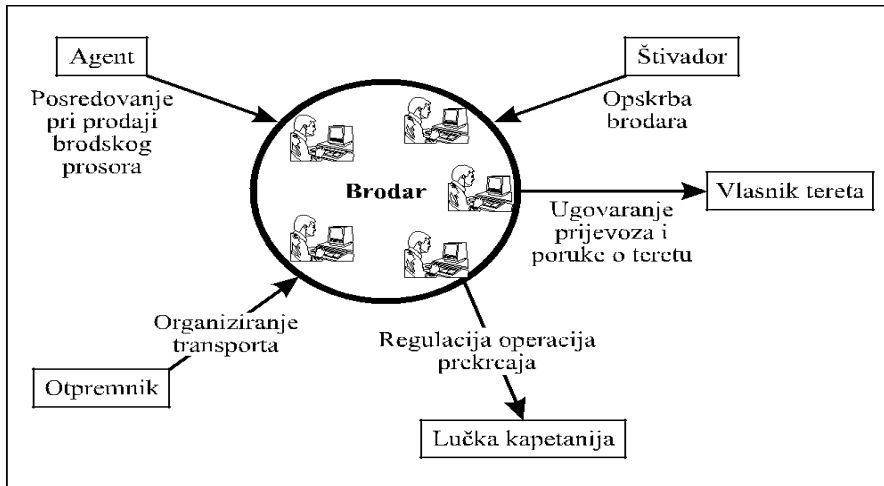 Agent
Štivador
Posredovanje
pri prodaji
brodskog
prosora
Opskrba
brodara
Brodar
Vlasnik tereta
Ugovaranje
prijevoza i
poruke o teretu
Organiziranje
transporta
Regulacija operacija
prekrcaja
Otpremnik
Lučka kapetanija